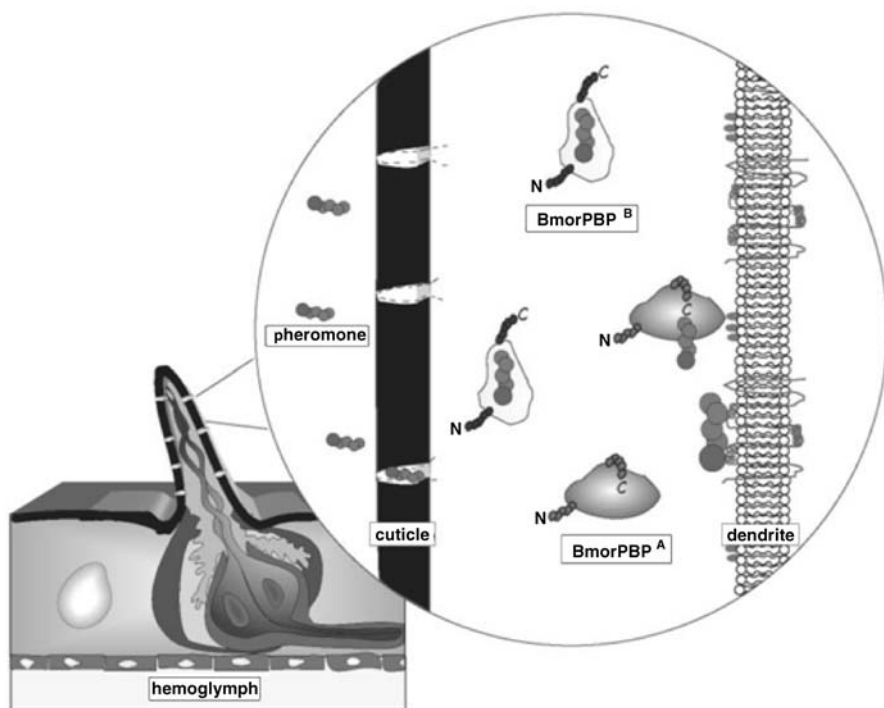 C
N
BmorPBP B
pheromone
C
N
C
N
C
N
cuticle
BmorPBP A
dendrite
hemoglymph